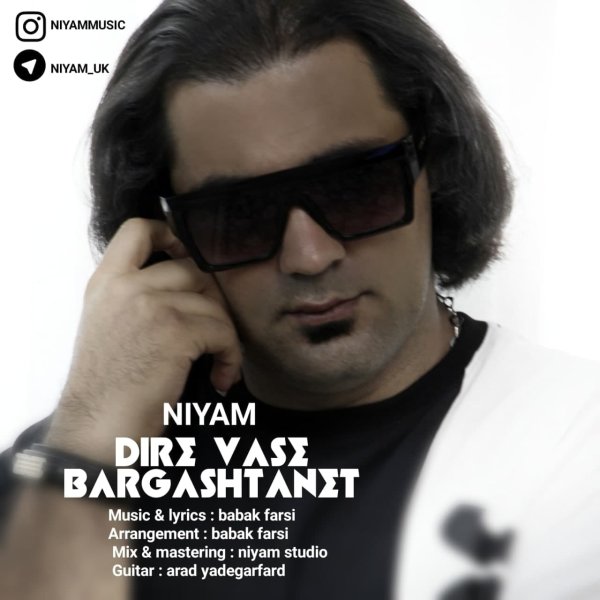 NIYAMMUSIC
NIYAM_UK
NIYAM
DIRE VASE
BARGASHTANET
Music & lyrics : babak farsi
Arrangement : babak farsi
Mix & mastering : niyam studio
Guitar : arad yadegarfard